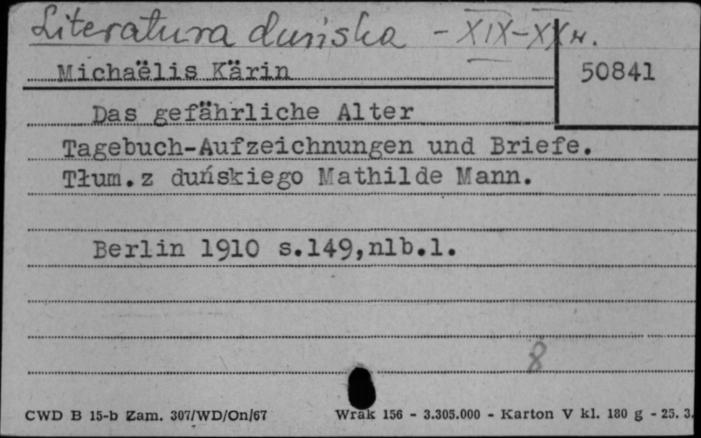 Literatura duńska - XIX-XX w.
Michaëlis Kärin
50841
Das gefährliche Alter
Tagebuch-Aufzeichnungen und Briefe.
Tłum.z duńskiego Mathilde Mann.
Berlin 1910 s.149,nlb.1.
8
CWD B 15-b Zam. 307/WD/On/67 Wrak 156 - 3.305.000 - Karton V kl. 180 g - 25. 3.